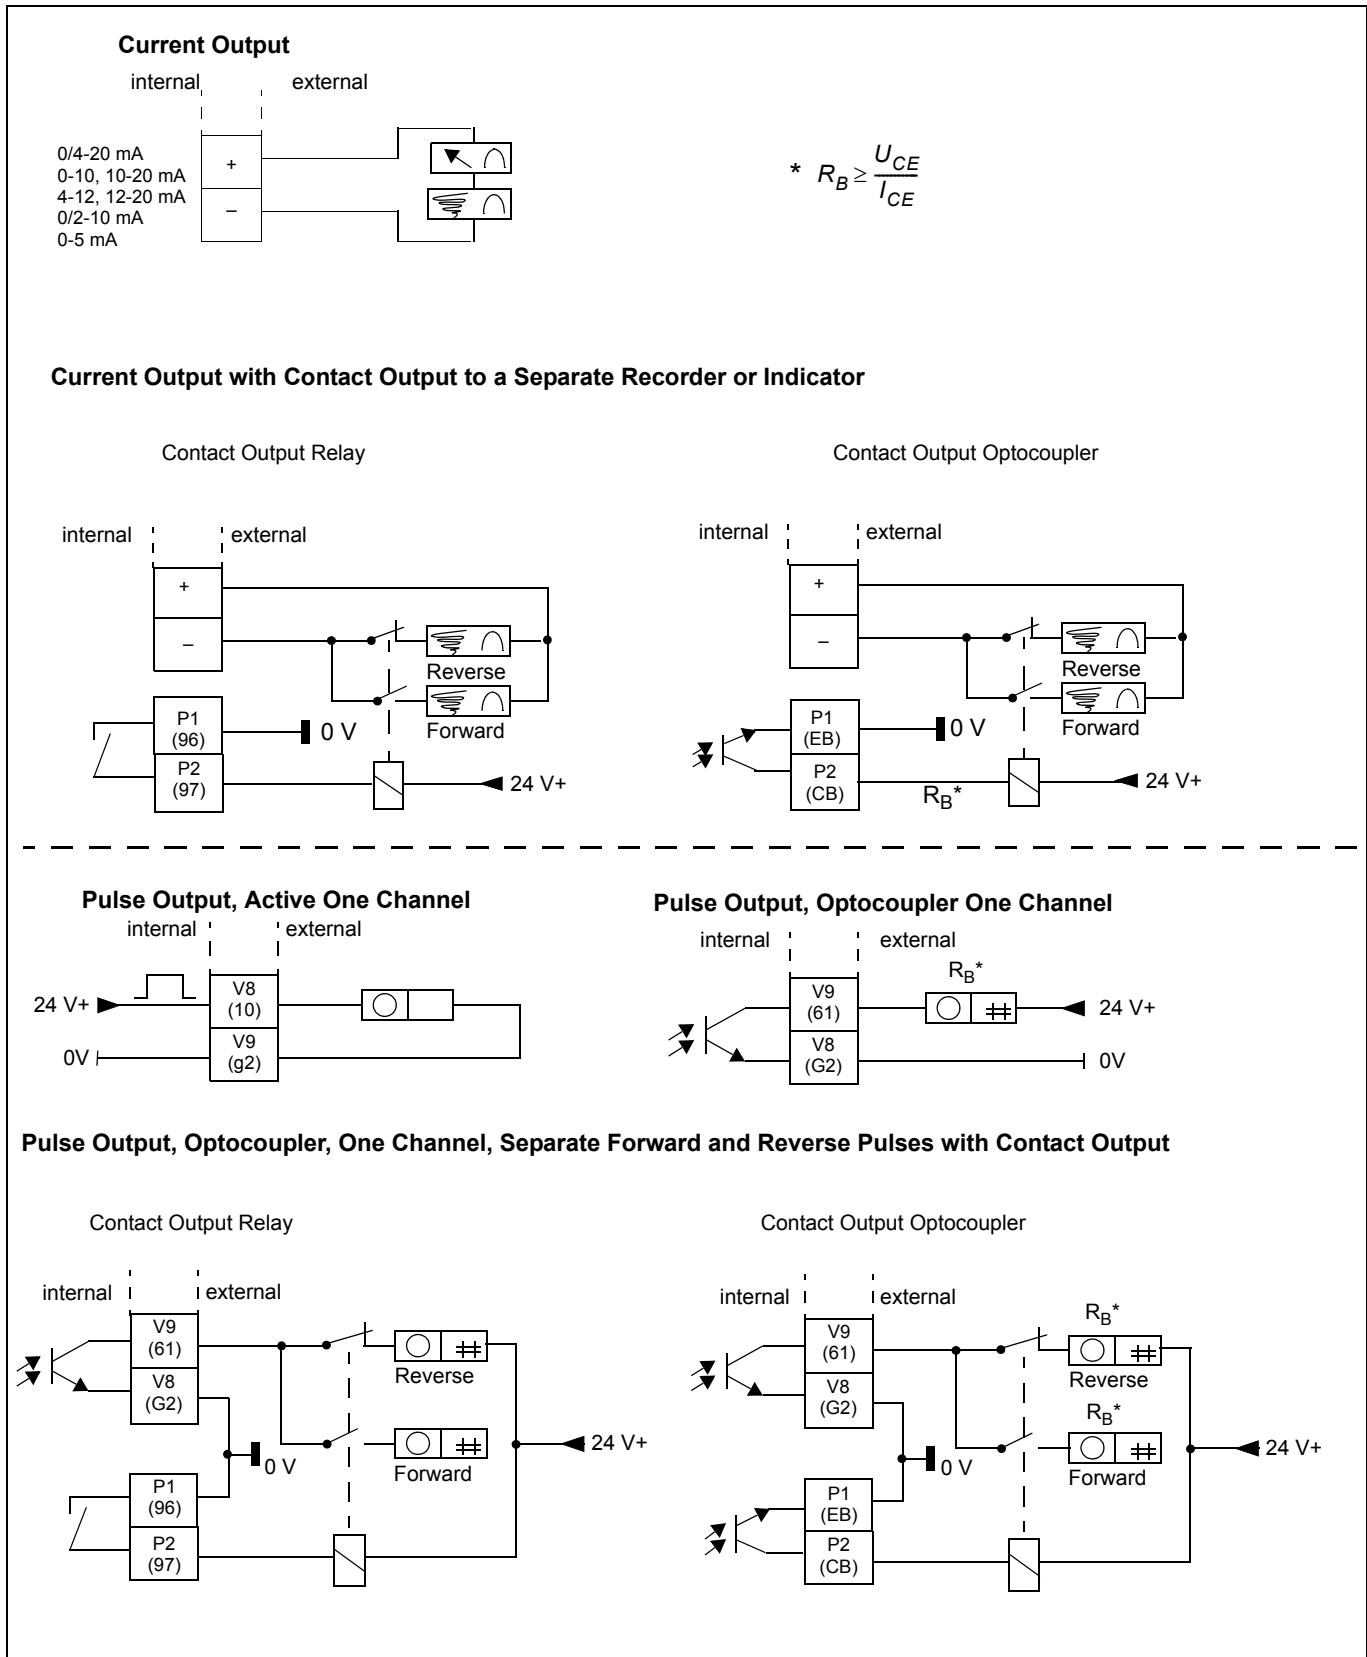 Current Output
internal external
0/4-20 mA
0-10, 10-20 mA
4-12, 12-20 mA
0/2-10 mA
0-5 mA
+
–
* R_B ≥ U_CE / I_CE
Current Output with Contact Output to a Separate Recorder or Indicator
Contact Output Relay
internal external
+
–
Reverse
Forward
P1
(96)
0 V
P2
(97)
24 V+
Contact Output Optocoupler
internal external
+
–
Reverse
Forward
P1
(EB)
0 V
P2
(CB)
R_B*
24 V+
Pulse Output, Active One Channel
internal external
24 V+
V8
(10)
0V
V9
(g2)
Pulse Output, Optocoupler One Channel
internal external
R_B*
V9
(61)
24 V+
V8
(G2)
0V
Pulse Output, Optocoupler, One Channel, Separate Forward and Reverse Pulses with Contact Output
Contact Output Relay
internal external
V9
(61)
V8
(G2)
Reverse
Forward
24 V+
0 V
P1
(96)
P2
(97)
Contact Output Optocoupler
internal external
V9
(61)
V8
(G2)
R_B*
Reverse
R_B*
Forward
24 V+
0 V
P1
(EB)
P2
(CB)